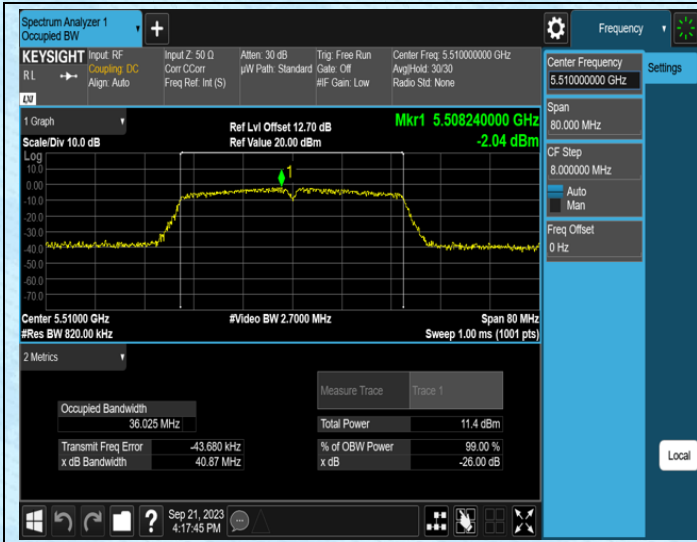 Spectrum Analyzer 1
Occupied BW
Frequency
KEYSIGHT
RL
LXI
Input: RF
Coupling: DC
Align: Auto
Input Z: 50 Ω
Corr CCorr
Freq Ref: Int (S)
Atten: 30 dB
µW Path: Standard
Trig: Free Run
Gate: Off
#IF Gain: Low
Center Freq: 5.510000000 GHz
Avg|Hold: 30/30
Radio Std: None
Center Frequency
5.510000000 GHz
Settings
Span
80.000 MHz
CF Step
8.000000 MHz
Auto
Man
Freq Offset
0 Hz
1 Graph
Scale/Div 10.0 dB
Ref Lvl Offset 12.70 dB
Ref Value 20.00 dBm
Mkr1 5.508240000 GHz
-2.04 dBm
Log
10.0
0.00
-10.0
-20.0
-30.0
-40.0
-50.0
-60.0
-70.0
1
Center 5.51000 GHz
#Res BW 820.00 kHz
#Video BW 2.7000 MHz
Span 80 MHz
Sweep 1.00 ms (1001 pts)
2 Metrics
Measure Trace
Trace 1
Occupied Bandwidth
36.025 MHz
Total Power
11.4 dBm
Transmit Freq Error
-43.680 kHz
% of OBW Power
99.00 %
x dB Bandwidth
40.87 MHz
x dB
-26.00 dB
Local
?
Sep 21, 2023
4:17:45 PM